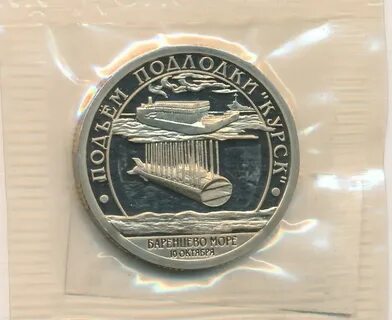 • ПОДЪЁМ ПОДЛОДКИ "КУРСК" •
БАРЕНЦЕВО МОРЕ
10 ОКТЯБРЯ